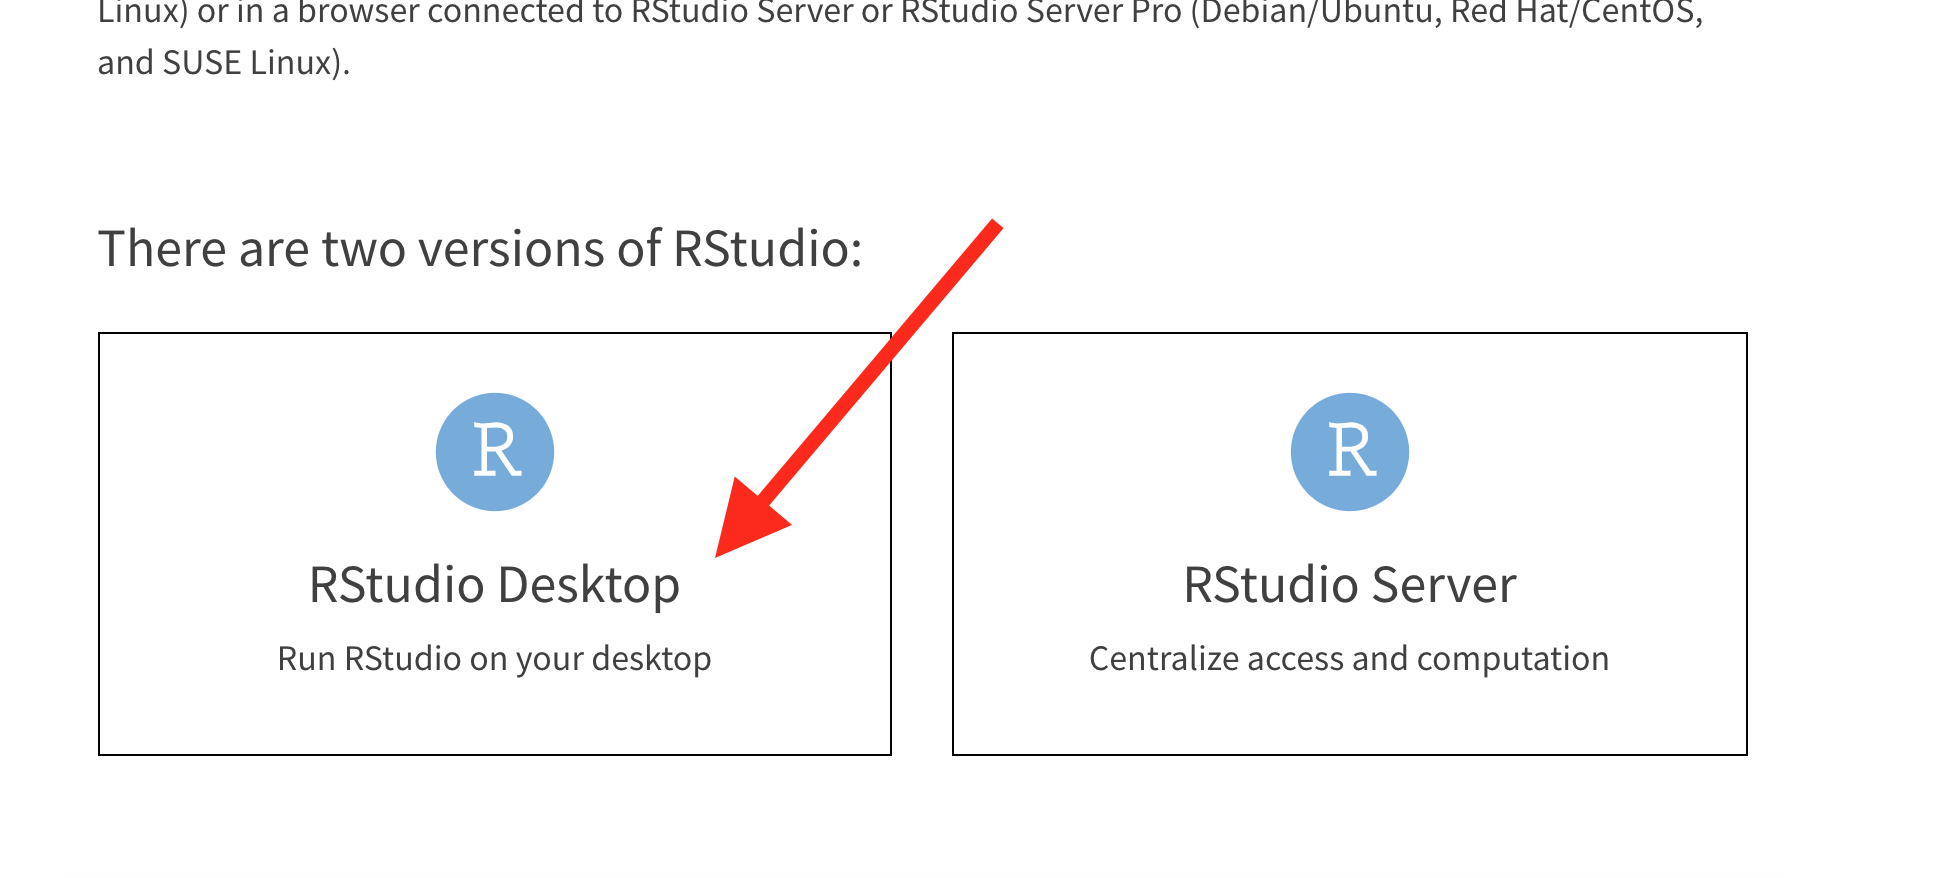 Linux) or in a browser connected to RStudio Server or RStudio Server Pro (Debian/Ubuntu, Red Hat/CentOS,
and SUSE Linux).
There are two versions of RStudio:
R
RStudio Desktop
Run RStudio on your desktop
R
RStudio Server
Centralize access and computation